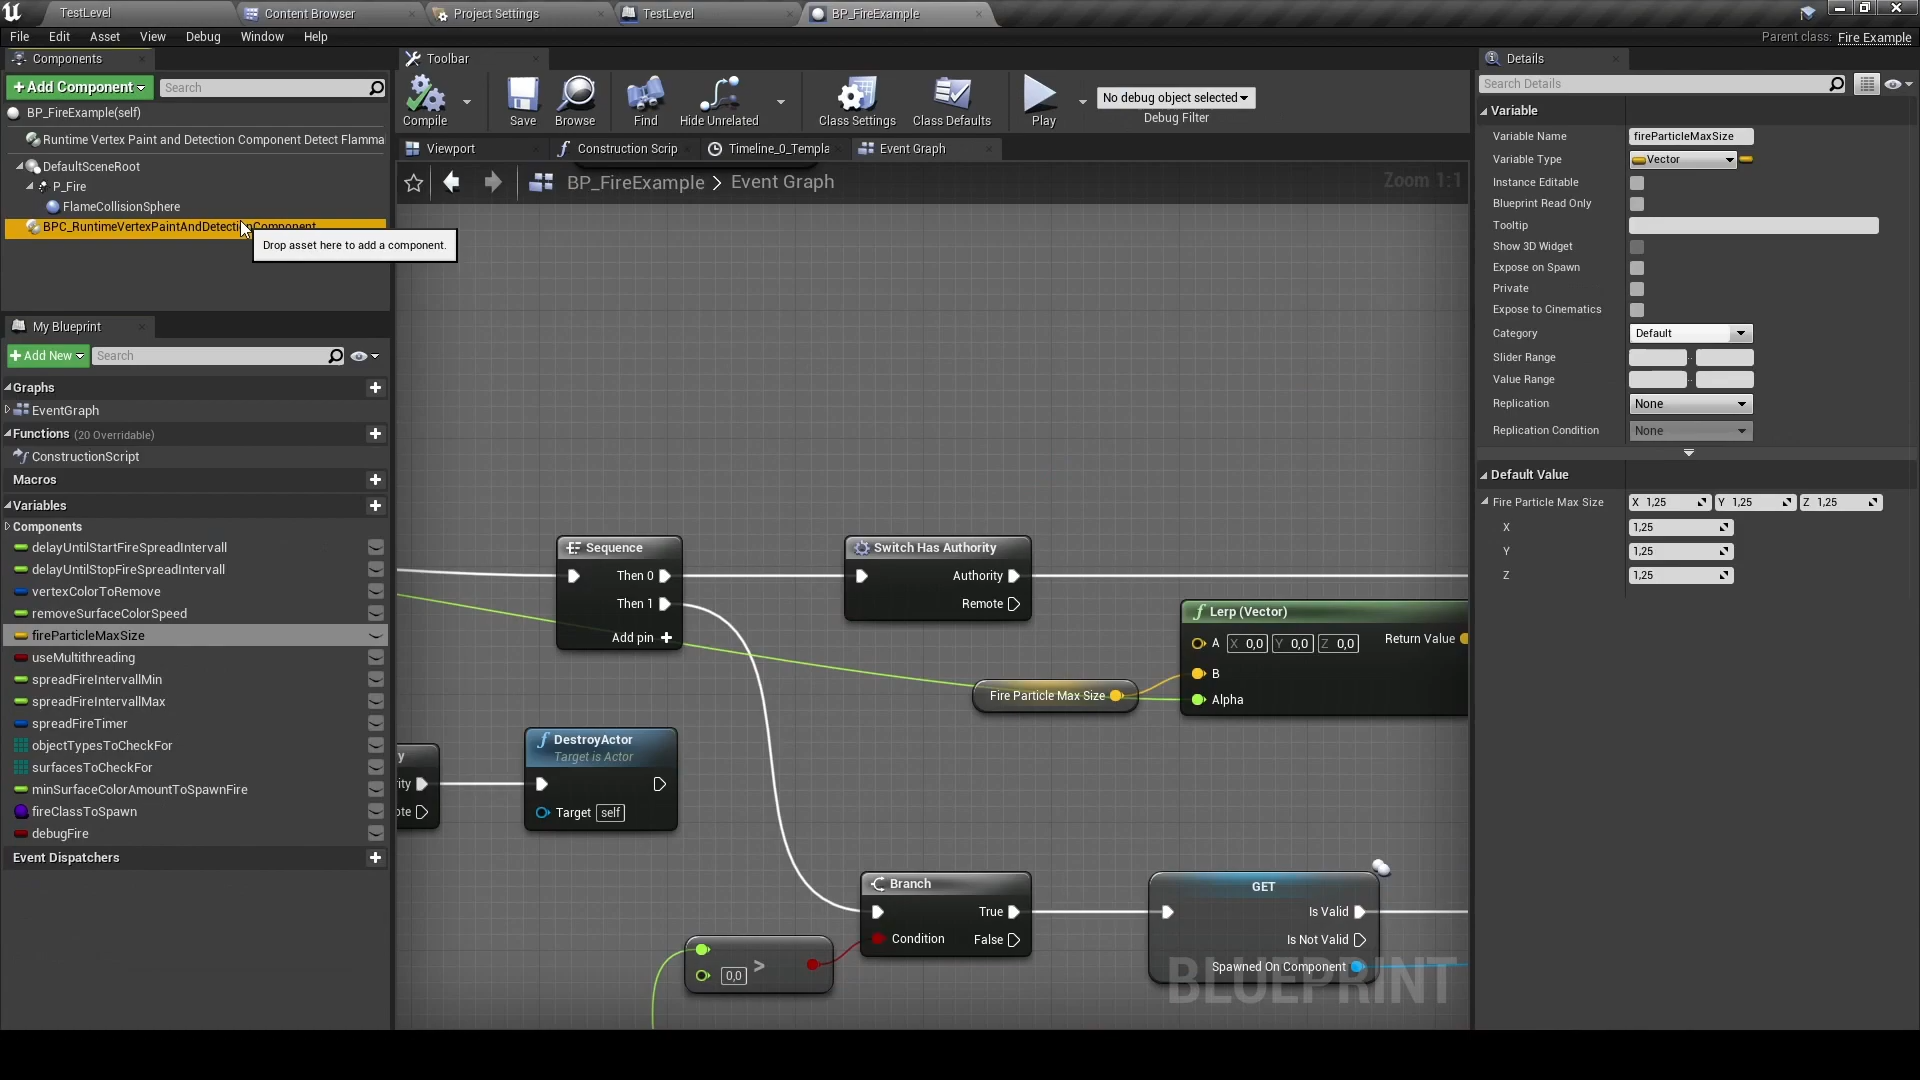 TestLevel
Content Browser
Project Settings
TestLevel
BP_FireExample
File Edit Asset View Debug Window Help
Parent class: Fire Example
Components
+Add Component
Search
BP_FireExample(self)
Runtime Vertex Paint and Detection Component Detect Flamma
DefaultSceneRoot
P_Fire
FlameCollisionSphere
BPC_RuntimeVertexPaintAndDetectionComponent
Drop asset here to add a component.
My Blueprint
+Add New
Search
Graphs
EventGraph
Functions (20 Overridable)
ConstructionScript
Macros
Variables
Components
delayUntilStartFireSpreadIntervall
delayUntilStopFireSpreadIntervall
vertexColorToRemove
removeSurfaceColorSpeed
fireParticleMaxSize
useMultithreading
spreadFireIntervallMin
spreadFireIntervallMax
spreadFireTimer
objectTypesToCheckFor
surfacesToCheckFor
minSurfaceColorAmountToSpawnFire
fireClassToSpawn
debugFire
Event Dispatchers
Toolbar
Compile
Save
Browse
Find
Hide Unrelated
Class Settings
Class Defaults
Play
No debug object selected
Debug Filter
Viewport
Construction Scrip
Timeline_0_Templa
Event Graph
BP_FireExample > Event Graph
Zoom 1:1
Sequence
Then 0
Then 1
Add pin +
Switch Has Authority
Authority
Remote
Lerp (Vector)
A X 0,0 Y 0,0 Z 0,0 Return Value
B
Alpha
Fire Particle Max Size
y
ity
ote
DestroyActor
Target is Actor
Target self
Branch
True
Condition False
0,0 >
GET
Is Valid
Is Not Valid
Spawned On Component
BLUEPRINT
Details
Search Details
Variable
Variable Name fireParticleMaxSize
Variable Type Vector
Instance Editable
Blueprint Read Only
Tooltip
Show 3D Widget
Expose on Spawn
Private
Expose to Cinematics
Category Default
Slider Range
Value Range
Replication None
Replication Condition None
Default Value
Fire Particle Max Size X 1,25 Y 1,25 Z 1,25
X 1,25
Y 1,25
Z 1,25